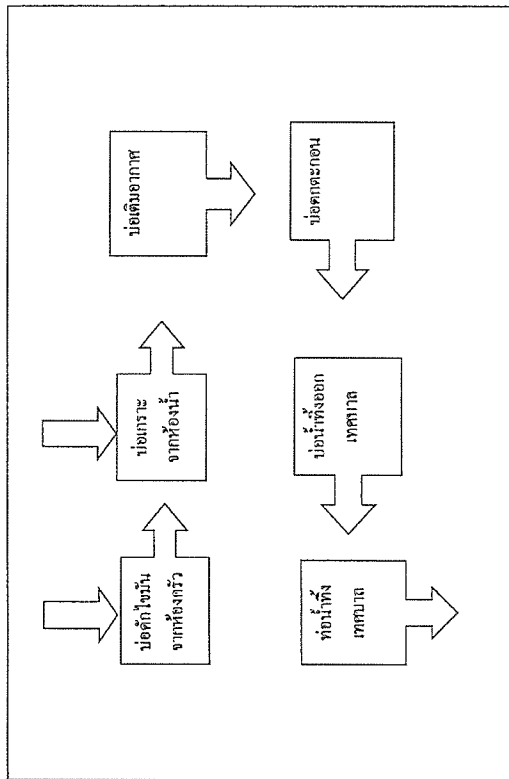 บ่อดักไขมัน
จากห้องครัว
บ่อเกรอะ
จากห้องน้ำ
บ่อเติมอากาศ
บ่อตกตะกอน
บ่อน้ำทิ้งออก
เทศบาล
ท่อน้ำทิ้ง
เทศบาล